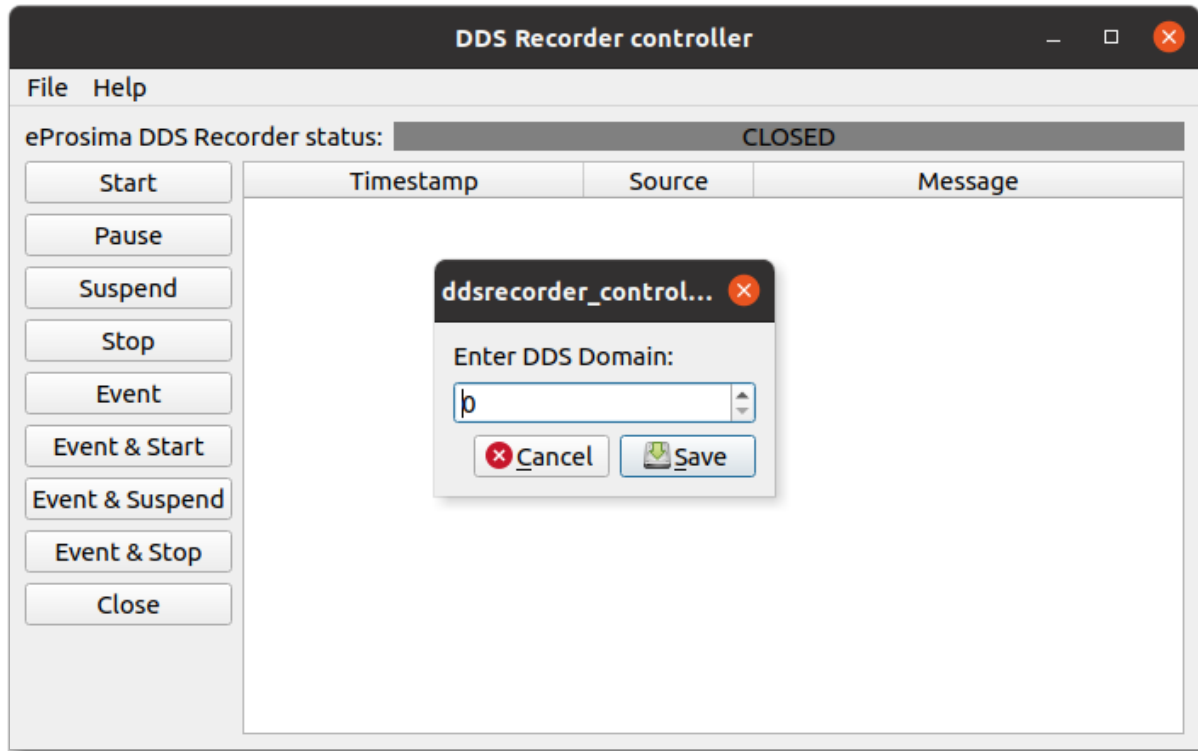 DDS Recorder controller
File Help
eProsima DDS Recorder status: CLOSED
Start
Pause
Suspend
Stop
Event
Event & Start
Event & Suspend
Event & Stop
Close
Timestamp Source Message
ddsrecorder_control...
Enter DDS Domain:
0
Cancel Save